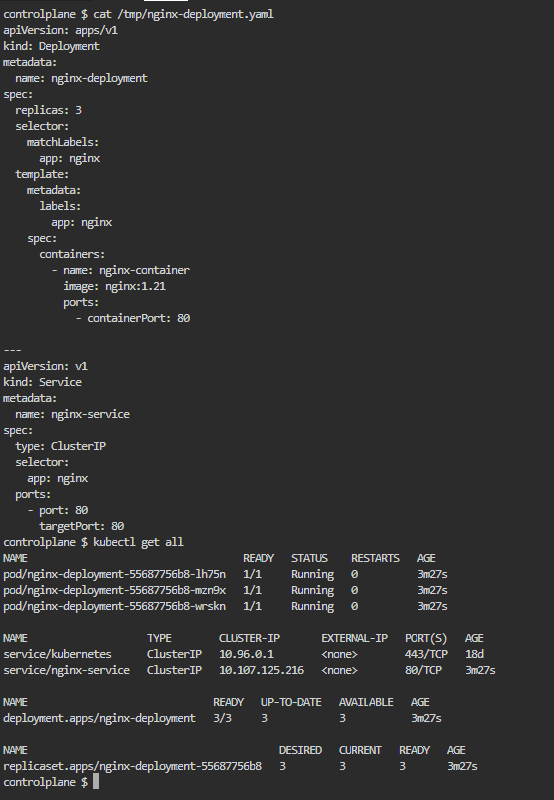 controlplane $ cat /tmp/nginx-deployment.yaml
apiVersion: apps/v1
kind: Deployment
metadata:
  name: nginx-deployment
spec:
  replicas: 3
  selector:
    matchLabels:
      app: nginx
  template:
    metadata:
      labels:
        app: nginx
    spec:
      containers:
        - name: nginx-container
          image: nginx:1.21
          ports:
            - containerPort: 80

---
apiVersion: v1
kind: Service
metadata:
  name: nginx-service
spec:
  type: ClusterIP
  selector:
    app: nginx
  ports:
    - port: 80
      targetPort: 80
controlplane $ kubectl get all
NAME                                    READY   STATUS    RESTARTS   AGE
pod/nginx-deployment-55687756b8-lh75n   1/1     Running   0          3m27s
pod/nginx-deployment-55687756b8-mzn9x   1/1     Running   0          3m27s
pod/nginx-deployment-55687756b8-wrskn   1/1     Running   0          3m27s

NAME                    TYPE        CLUSTER-IP       EXTERNAL-IP   PORT(S)   AGE
service/kubernetes      ClusterIP   10.96.0.1        <none>        443/TCP   18d
service/nginx-service   ClusterIP   10.107.125.216   <none>        80/TCP    3m27s

NAME                               READY   UP-TO-DATE   AVAILABLE   AGE
deployment.apps/nginx-deployment   3/3     3            3           3m27s

NAME                                          DESIRED   CURRENT   READY   AGE
replicaset.apps/nginx-deployment-55687756b8   3         3         3       3m27s
controlplane $